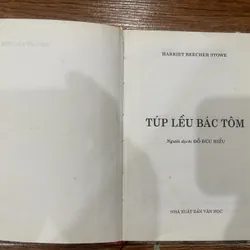 HARRIET BEECHER STOWE
TÚP LỀU BÁC TÔM
Người dịch: ĐỖ ĐỨC HIỂU
NHÀ XUẤT BẢN VĂN HỌC